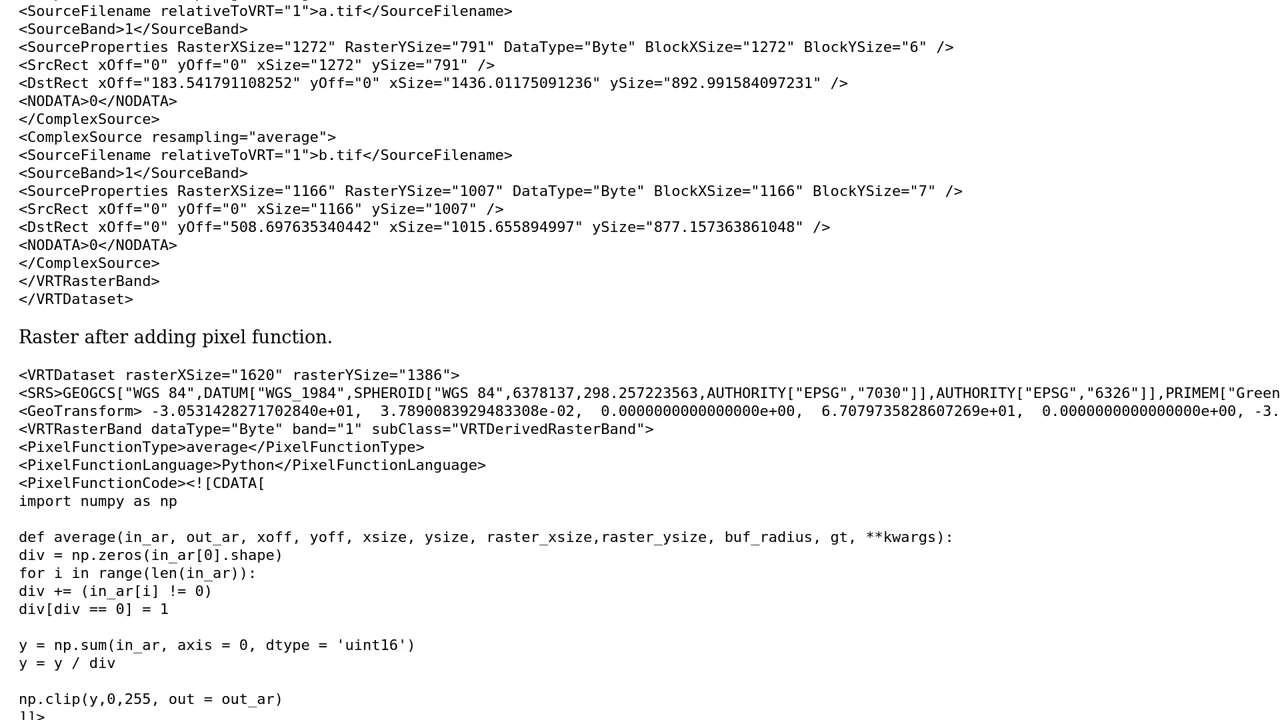 <SourceFilename relativeToVRT="1">a.tif</SourceFilename>
<SourceBand>1</SourceBand>
<SourceProperties RasterXSize="1272" RasterYSize="791" DataType="Byte" BlockXSize="1272" BlockYSize="6" />
<SrcRect xOff="0" yOff="0" xSize="1272" ySize="791" />
<DstRect xOff="183.541791108252" yOff="0" xSize="1436.01175091236" ySize="892.991584097231" />
<NODATA>0</NODATA>
</ComplexSource>
<ComplexSource resampling="average">
<SourceFilename relativeToVRT="1">b.tif</SourceFilename>
<SourceBand>1</SourceBand>
<SourceProperties RasterXSize="1166" RasterYSize="1007" DataType="Byte" BlockXSize="1166" BlockYSize="7" />
<SrcRect xOff="0" yOff="0" xSize="1166" ySize="1007" />
<DstRect xOff="0" yOff="508.697635340442" xSize="1015.655894997" ySize="877.157363861048" />
<NODATA>0</NODATA>
</ComplexSource>
</VRTRasterBand>
</VRTDataset>
Raster after adding pixel function.
<VRTDataset rasterXSize="1620" rasterYSize="1386">
<SRS>GEOGCS["WGS 84",DATUM["WGS_1984",SPHEROID["WGS 84",6378137,298.257223563,AUTHORITY["EPSG","7030"]],AUTHORITY["EPSG","6326"]],PRIMEM["Green
<GeoTransform> -3.0531428271702840e+01,  3.7890083929483308e-02,  0.0000000000000000e+00,  6.7079735828607269e+01,  0.0000000000000000e+00, -3.
<VRTRasterBand dataType="Byte" band="1" subClass="VRTDerivedRasterBand">
<PixelFunctionType>average</PixelFunctionType>
<PixelFunctionLanguage>Python</PixelFunctionLanguage>
<PixelFunctionCode><![CDATA[
import numpy as np
def average(in_ar, out_ar, xoff, yoff, xsize, ysize, raster_xsize,raster_ysize, buf_radius, gt, **kwargs):
div = np.zeros(in_ar[0].shape)
for i in range(len(in_ar)):
div += (in_ar[i] != 0)
div[div == 0] = 1
y = np.sum(in_ar, axis = 0, dtype = 'uint16')
y = y / div
np.clip(y,0,255, out = out_ar)
]]>